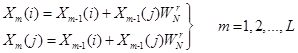 X_m(i) = X_{m-1}(i) + X_{m-1}(j)W_N^r
X_m(j) = X_{m-1}(i) + X_{m-1}(j)W_N^r } m = 1, 2, ..., L